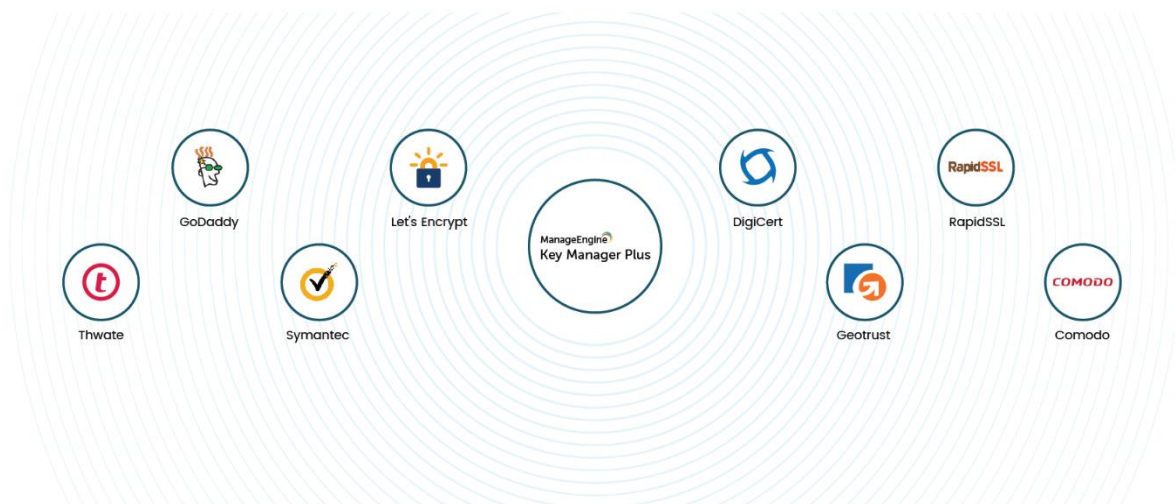 GoDaddy
Let's Encrypt
ManageEngine
Key Manager Plus
DigiCert
RapidSSL
RapidSSL
t
Thwate
Symantec
Geotrust
COMODO
Comodo